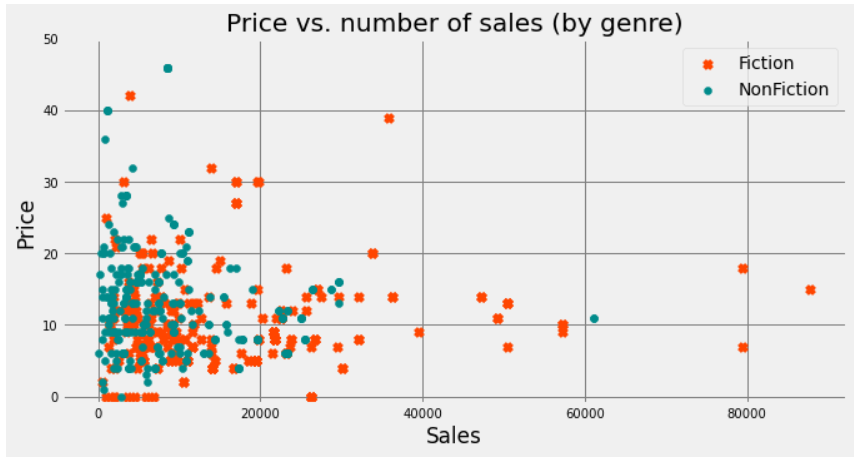 Price vs. number of sales (by genre)
50
Fiction
NonFiction
40
30
Price
20
10
0
0 20000 40000 60000 80000
Sales